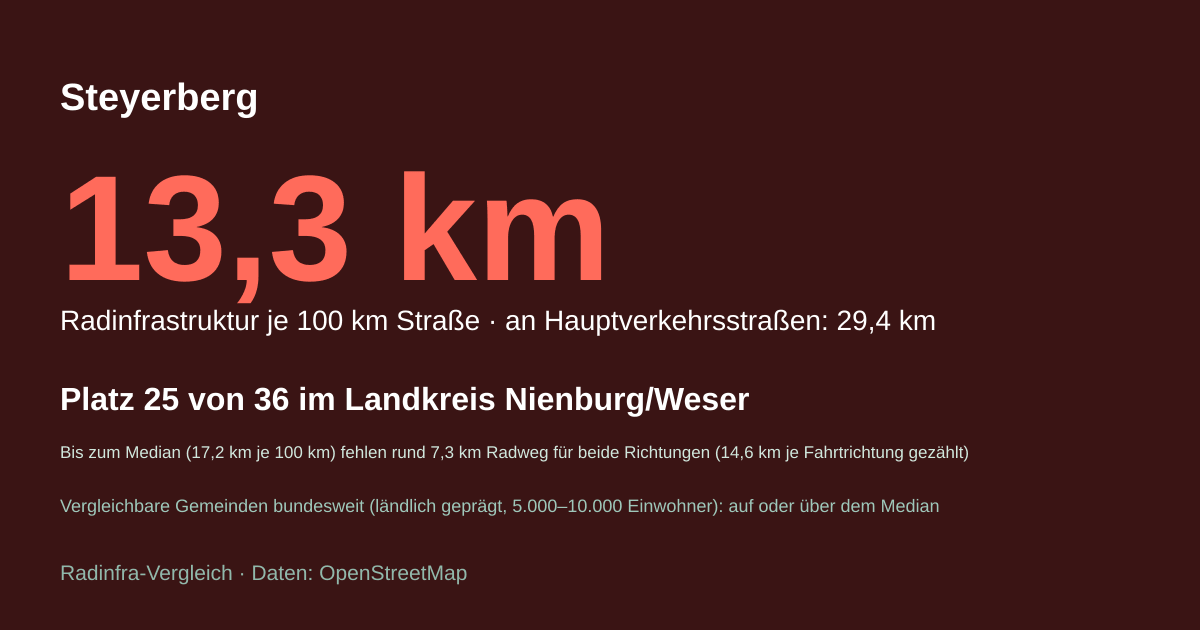 Steyerberg
13,3 km
Radinfrastruktur je 100 km Straße · an Hauptverkehrsstraßen: 29,4 km
Platz 25 von 36 im Landkreis Nienburg/Weser
Bis zum Median (17,2 km je 100 km) fehlen rund 7,3 km Radweg für beide Richtungen (14,6 km je Fahrtrichtung gezählt)
Vergleichbare Gemeinden bundesweit (ländlich geprägt, 5.000–10.000 Einwohner): auf oder über dem Median
Radinfra-Vergleich · Daten: OpenStreetMap